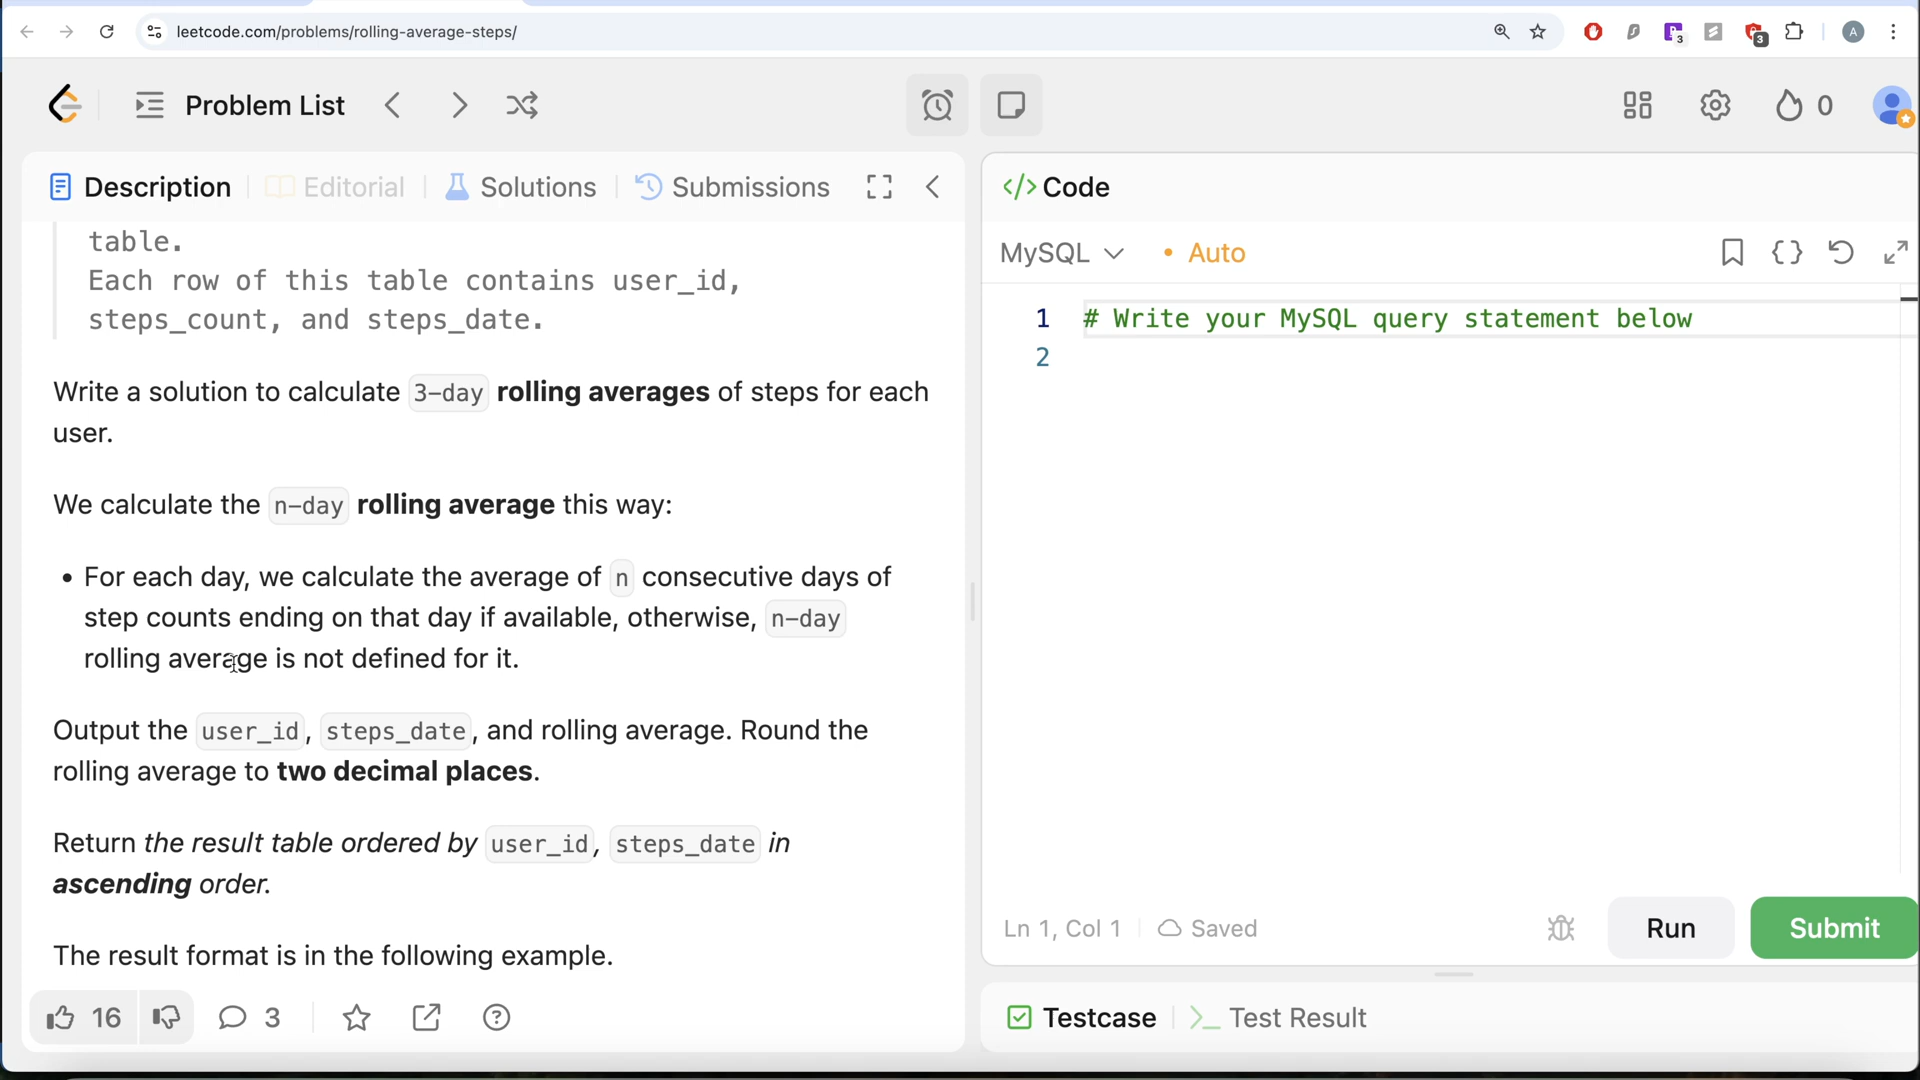 leetcode.com/problems/rolling-average-steps/
3
3
A
Problem List
0
Description
Editorial
Solutions
Submissions
table.
Each row of this table contains user_id,
steps_count, and steps_date.
Write a solution to calculate 3-day rolling averages of steps for each
user.
We calculate the n-day rolling average this way:
• For each day, we calculate the average of n consecutive days of
step counts ending on that day if available, otherwise, n-day
rolling average is not defined for it.
Output the user_id, steps_date, and rolling average. Round the
rolling average to two decimal places.
Return the result table ordered by user_id, steps_date in
ascending order.
The result format is in the following example.
16
3
</> Code
MySQL
• Auto
1 # Write your MySQL query statement below
2
Ln 1, Col 1
Saved
Run
Submit
Testcase
Test Result